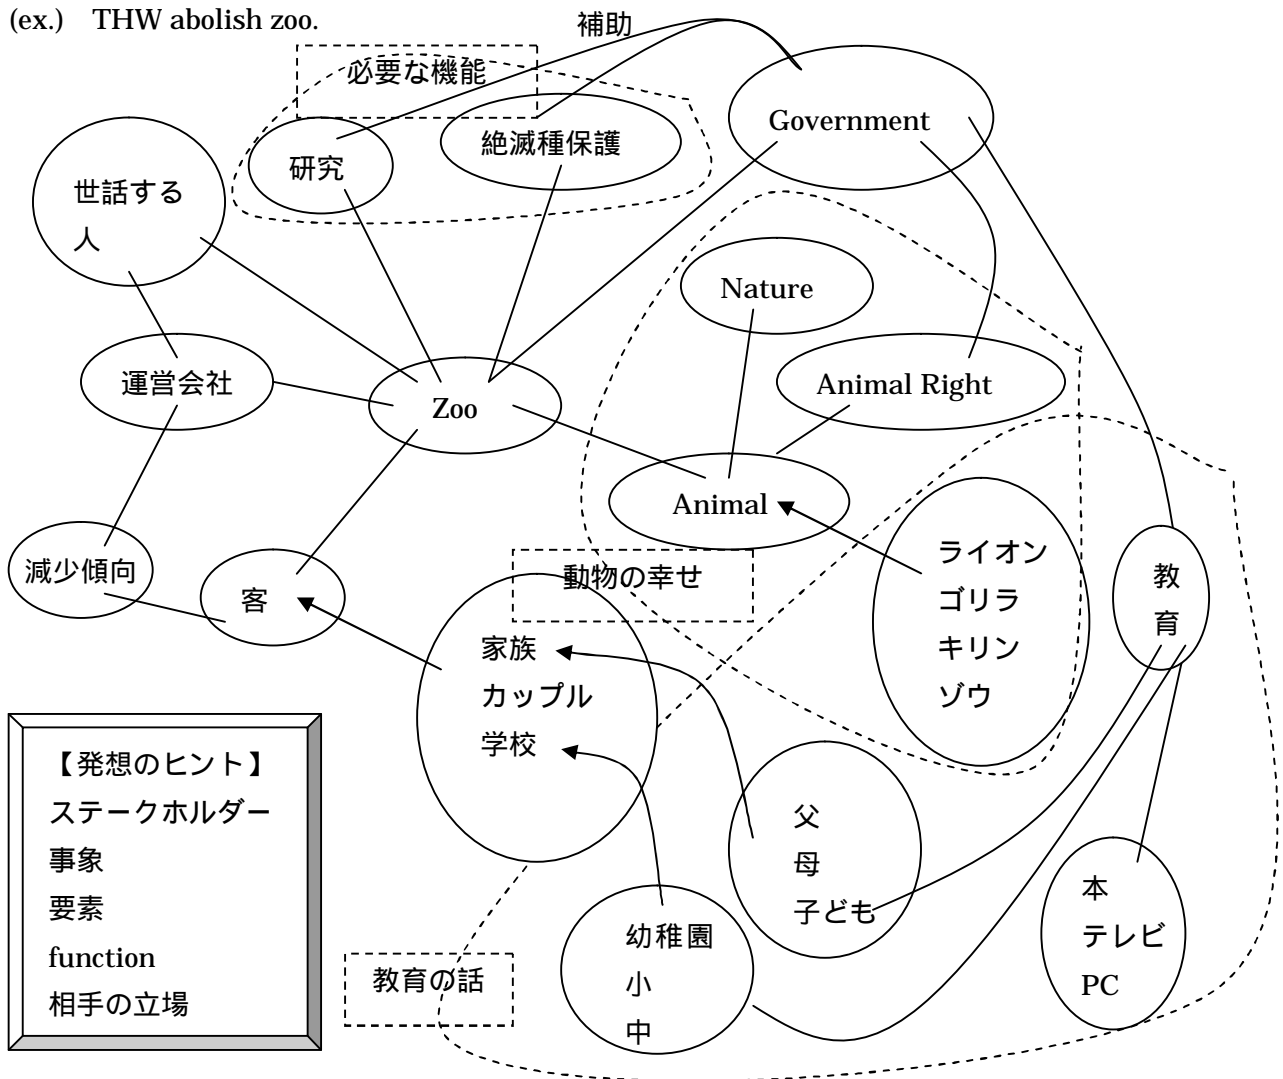 (ex.) THW abolish zoo.
補助
必要な機能
Government
絶滅種保護
研究
世話する
人
Nature
運営会社
Zoo
Animal Right
Animal
ライオン
ゴリラ
キリン
ゾウ
減少傾向
客
動物の幸せ
教
育
家族
カップル
学校
【発想のヒント】
ステークホルダー
事象
要素
function
相手の立場
父
母
子ども
本
テレビ
PC
幼稚園
小
中
教育の話